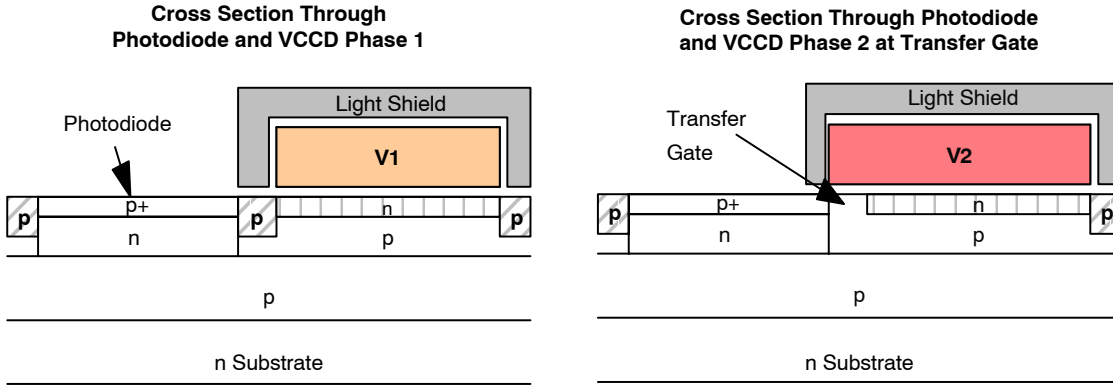 Cross Section Through
Photodiode and VCCD Phase 1
Light Shield
Photodiode
V1
p
p+
p
n
p
n
p
p
n Substrate
Cross Section Through Photodiode
and VCCD Phase 2 at Transfer Gate
Light Shield
Transfer
Gate
V2
p
p+
n
p
n
p
p
n Substrate